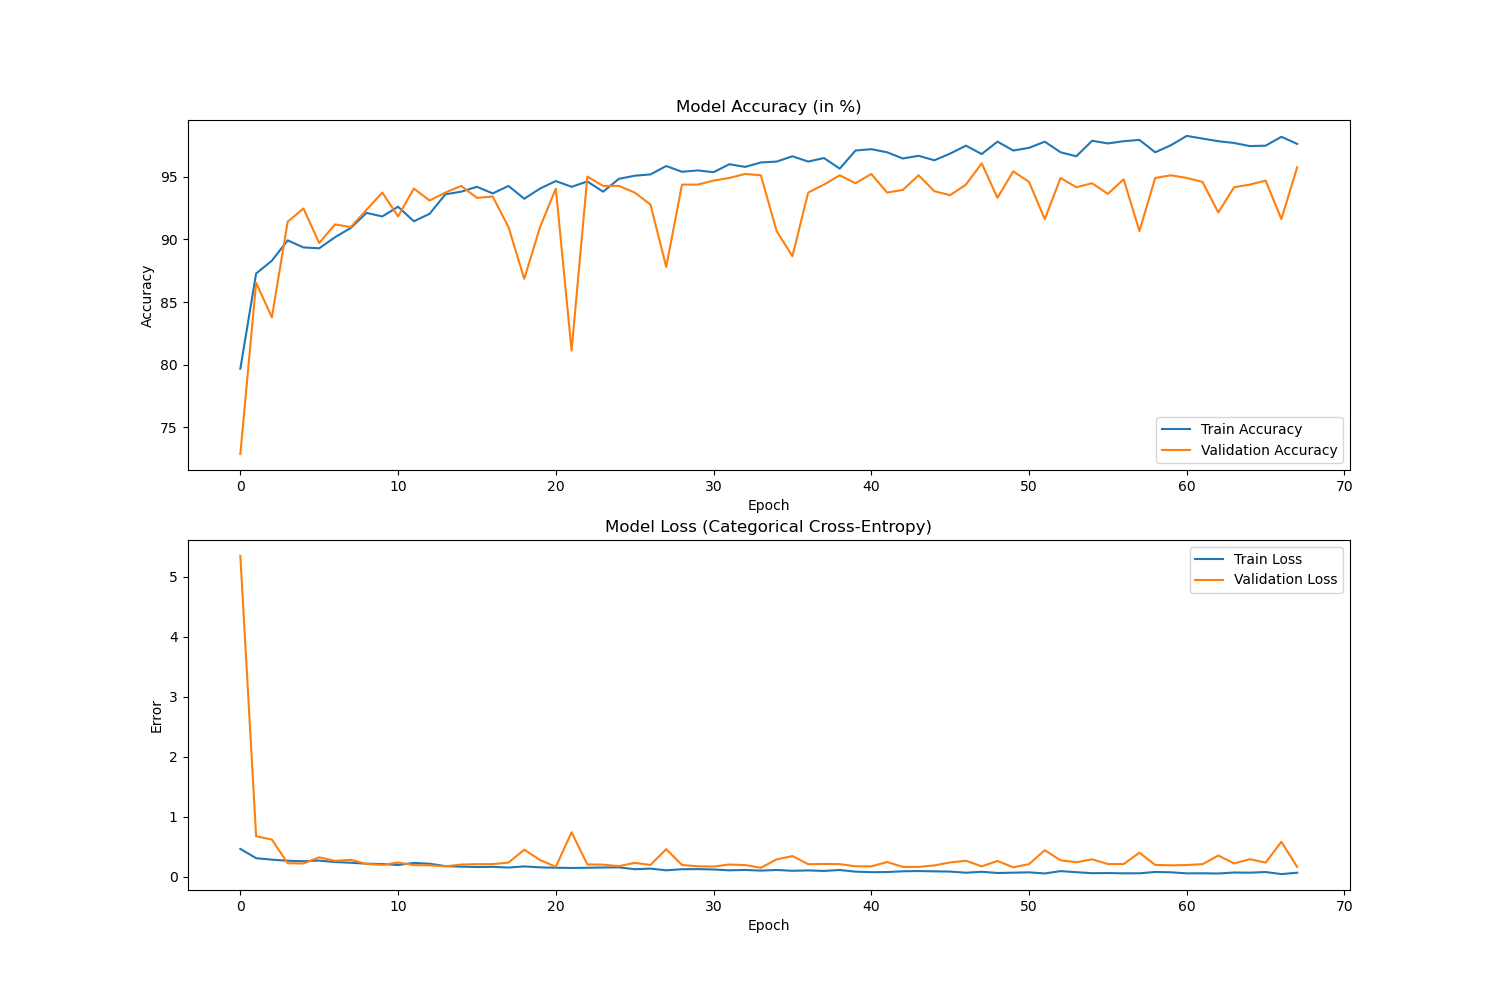 Model Accuracy (in %)
Accuracy
95
90
85
80
75
Train Accuracy
Validation Accuracy
0 10 20 30 40 50 60 70
Epoch
Model Loss (Categorical Cross-Entropy)
Error
5
4
3
2
1
0
Train Loss
Validation Loss
0 10 20 30 40 50 60 70
Epoch